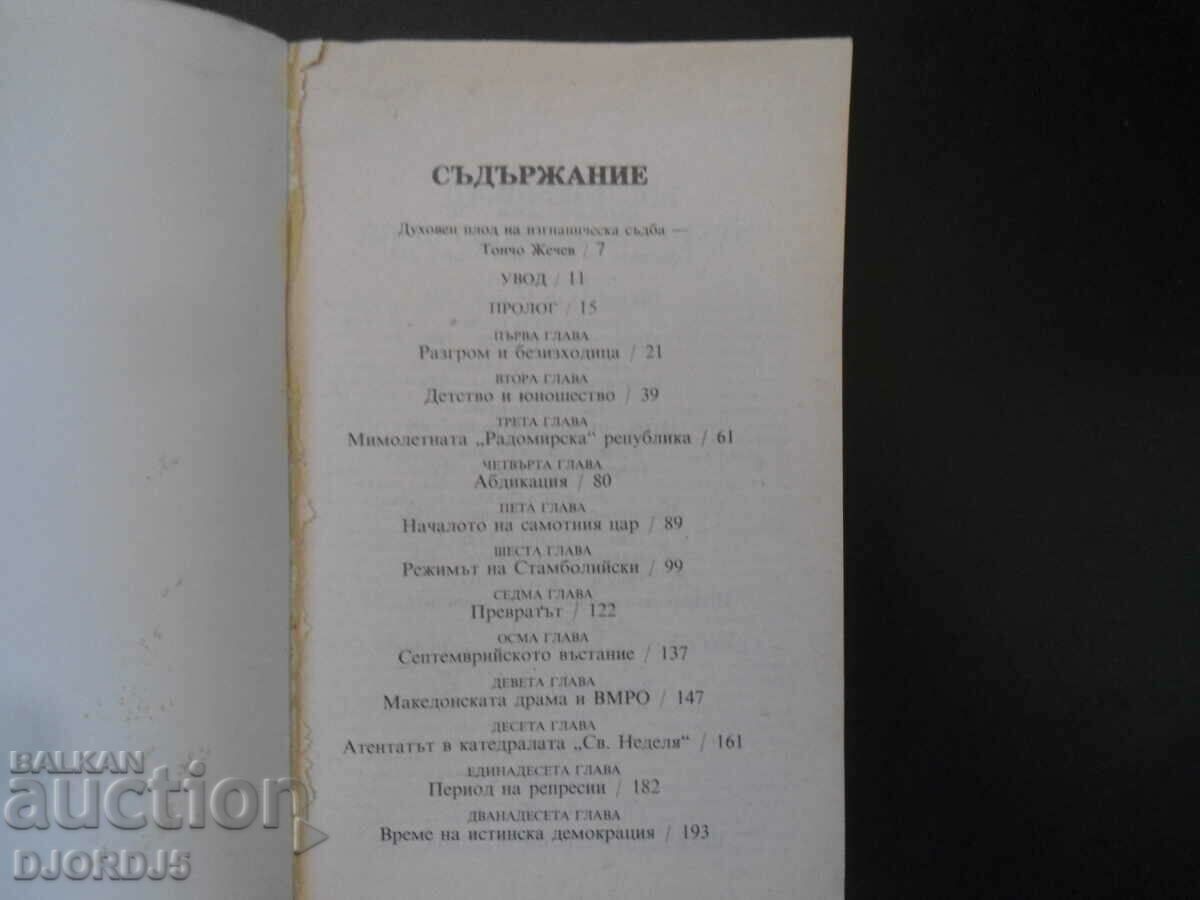 СЪДЪРЖАНИЕ
Духовен плод на изгнаническа съдба —
Тончо Жечев / 7
УВОД / 11
ПРОЛОГ / 15
ПЪРВА ГЛАВА
Разгром и безизходица / 21
ВТОРА ГЛАВА
Детство и юношество / 39
ТРЕТА ГЛАВА
Мимолетната „Радомирска“ република / 61
ЧЕТВЪРТА ГЛАВА
Абдикация / 80
ПЕТА ГЛАВА
Началото на самотния цар / 89
ШЕСТА ГЛАВА
Режимът на Стамболийски / 99
СЕДМА ГЛАВА
Превратът / 122
ОСМА ГЛАВА
Септемврийското въстание / 137
ДЕВЕТА ГЛАВА
Македонската драма и ВМРО / 147
ДЕСЕТА ГЛАВА
Атентатът в катедралата „Св. Неделя“ / 161
ЕДИНАДЕСЕТА ГЛАВА
Период на репресии / 182
ДВАНАДЕСЕТА ГЛАВА
Време на истинска демокрация / 193
BALKAN
auction
DJORDJ5